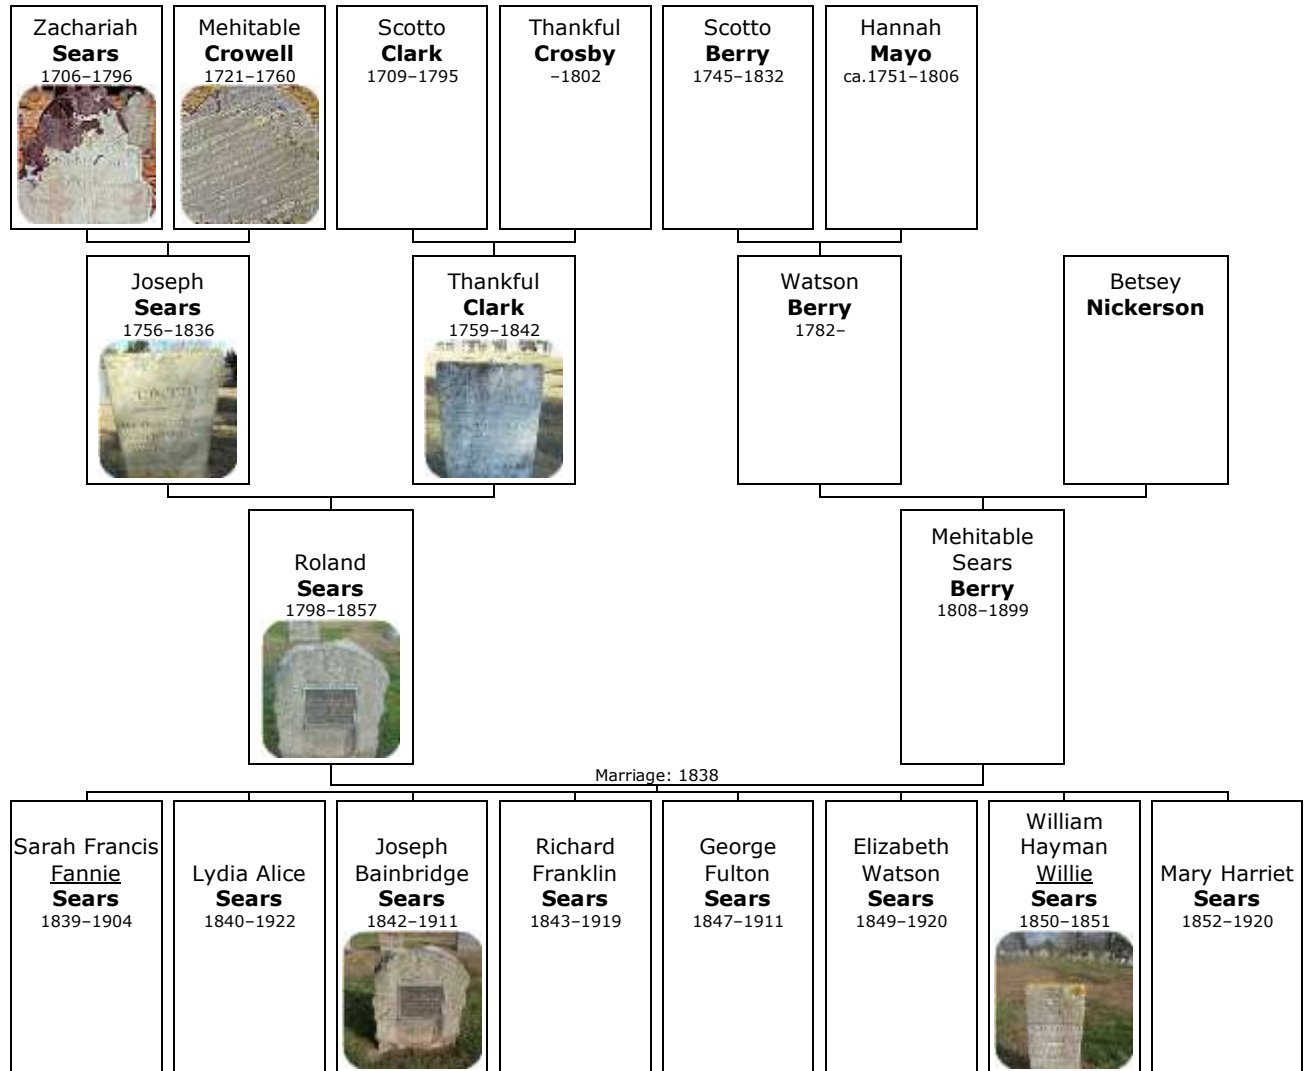 Zachariah
Sears
1706–1796
Mehitable
Crowell
1721–1760
Scotto
Clark
1709–1795
Thankful
Crosby
–1802
Scotto
Berry
1745–1832
Hannah
Mayo
ca.1751–1806
Joseph
Sears
1756–1836
Thankful
Clark
1759–1842
Watson
Berry
1782–
Betsey
Nickerson
Roland
Sears
1798–1857
Mehitable
Sears
Berry
1808–1899
Marriage: 1838
Sarah Francis
Fannie
Sears
1839–1904
Lydia Alice
Sears
1840–1922
Joseph
Bainbridge
Sears
1842–1911
Richard
Franklin
Sears
1843–1919
George
Fulton
Sears
1847–1911
Elizabeth
Watson
Sears
1849–1920
William
Hayman
Willie
Sears
1850–1851
Mary Harriet
Sears
1852–1920